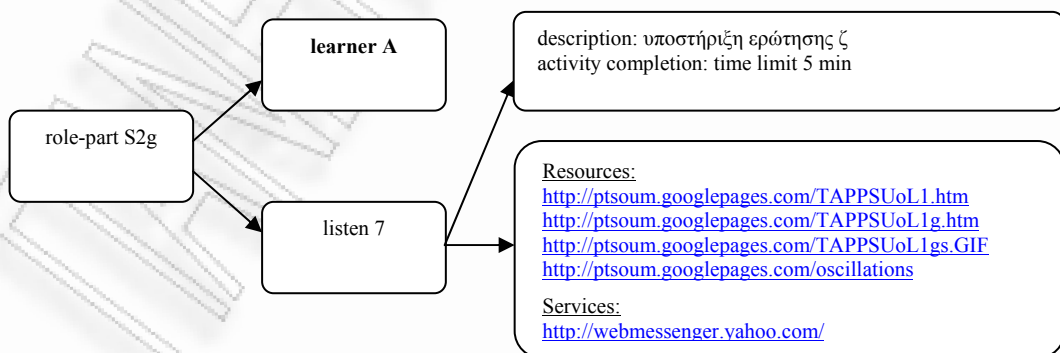 learner A
description: υποστήριξη ερώτησης ζ
activity completion: time limit 5 min
role-part S2g
listen 7
Resources:
http://ptsoum.googlepages.com/TAPPSUoL1.htm
http://ptsoum.googlepages.com/TAPPSUoL1g.htm
http://ptsoum.googlepages.com/TAPPSUoL1gs.GIF
http://ptsoum.googlepages.com/oscillations
Services:
http://webmessenger.yahoo.com/